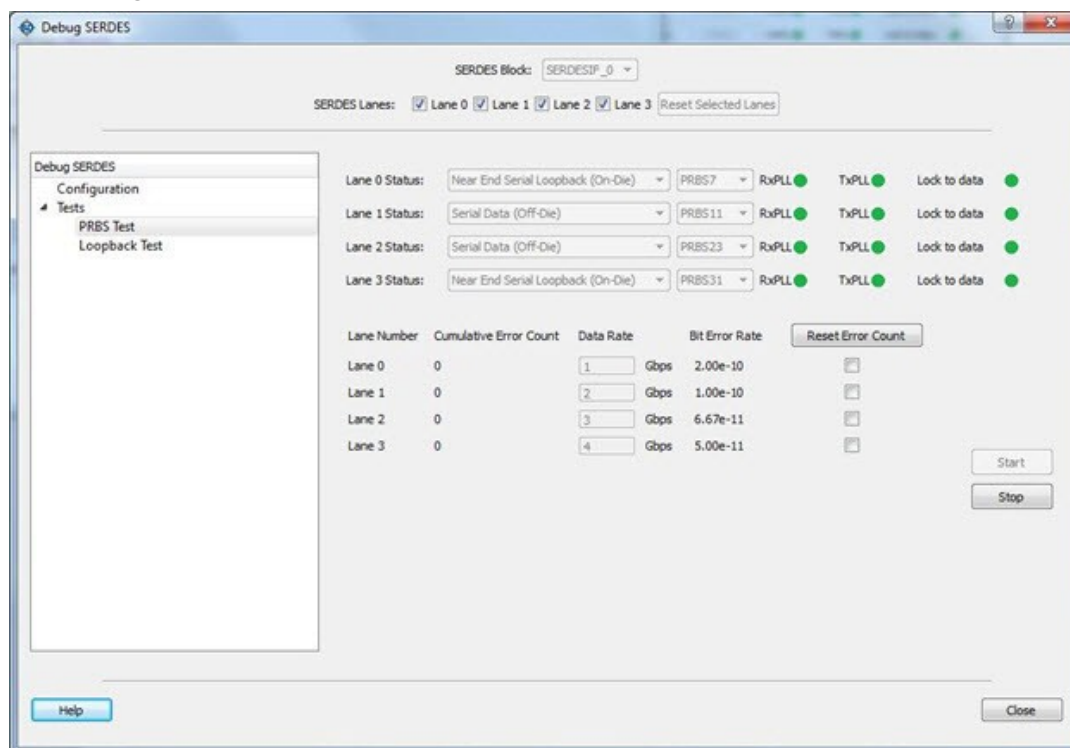 Debug SERDES
SERDES Block: SERDESIF_0
SERDES Lanes: Lane 0 Lane 1 Lane 2 Lane 3 Reset Selected Lanes
Debug SERDES
Configuration
Tests
PRBS Test
Loopback Test
Lane 0 Status: Near End Serial Loopback (On-Die) PRBS7 RxPLL TxPLL Lock to data
Lane 1 Status: Serial Data (Off-Die) PRBS11 RxPLL TxPLL Lock to data
Lane 2 Status: Serial Data (Off-Die) PRBS23 RxPLL TxPLL Lock to data
Lane 3 Status: Near End Serial Loopback (On-Die) PRBS31 RxPLL TxPLL Lock to data
Lane Number Cumulative Error Count Data Rate Bit Error Rate Reset Error Count
Lane 0 0 1 Gbps 2.00e-10
Lane 1 0 2 Gbps 1.00e-10
Lane 2 0 3 Gbps 6.67e-11
Lane 3 0 4 Gbps 5.00e-11
Start
Stop
Help Close